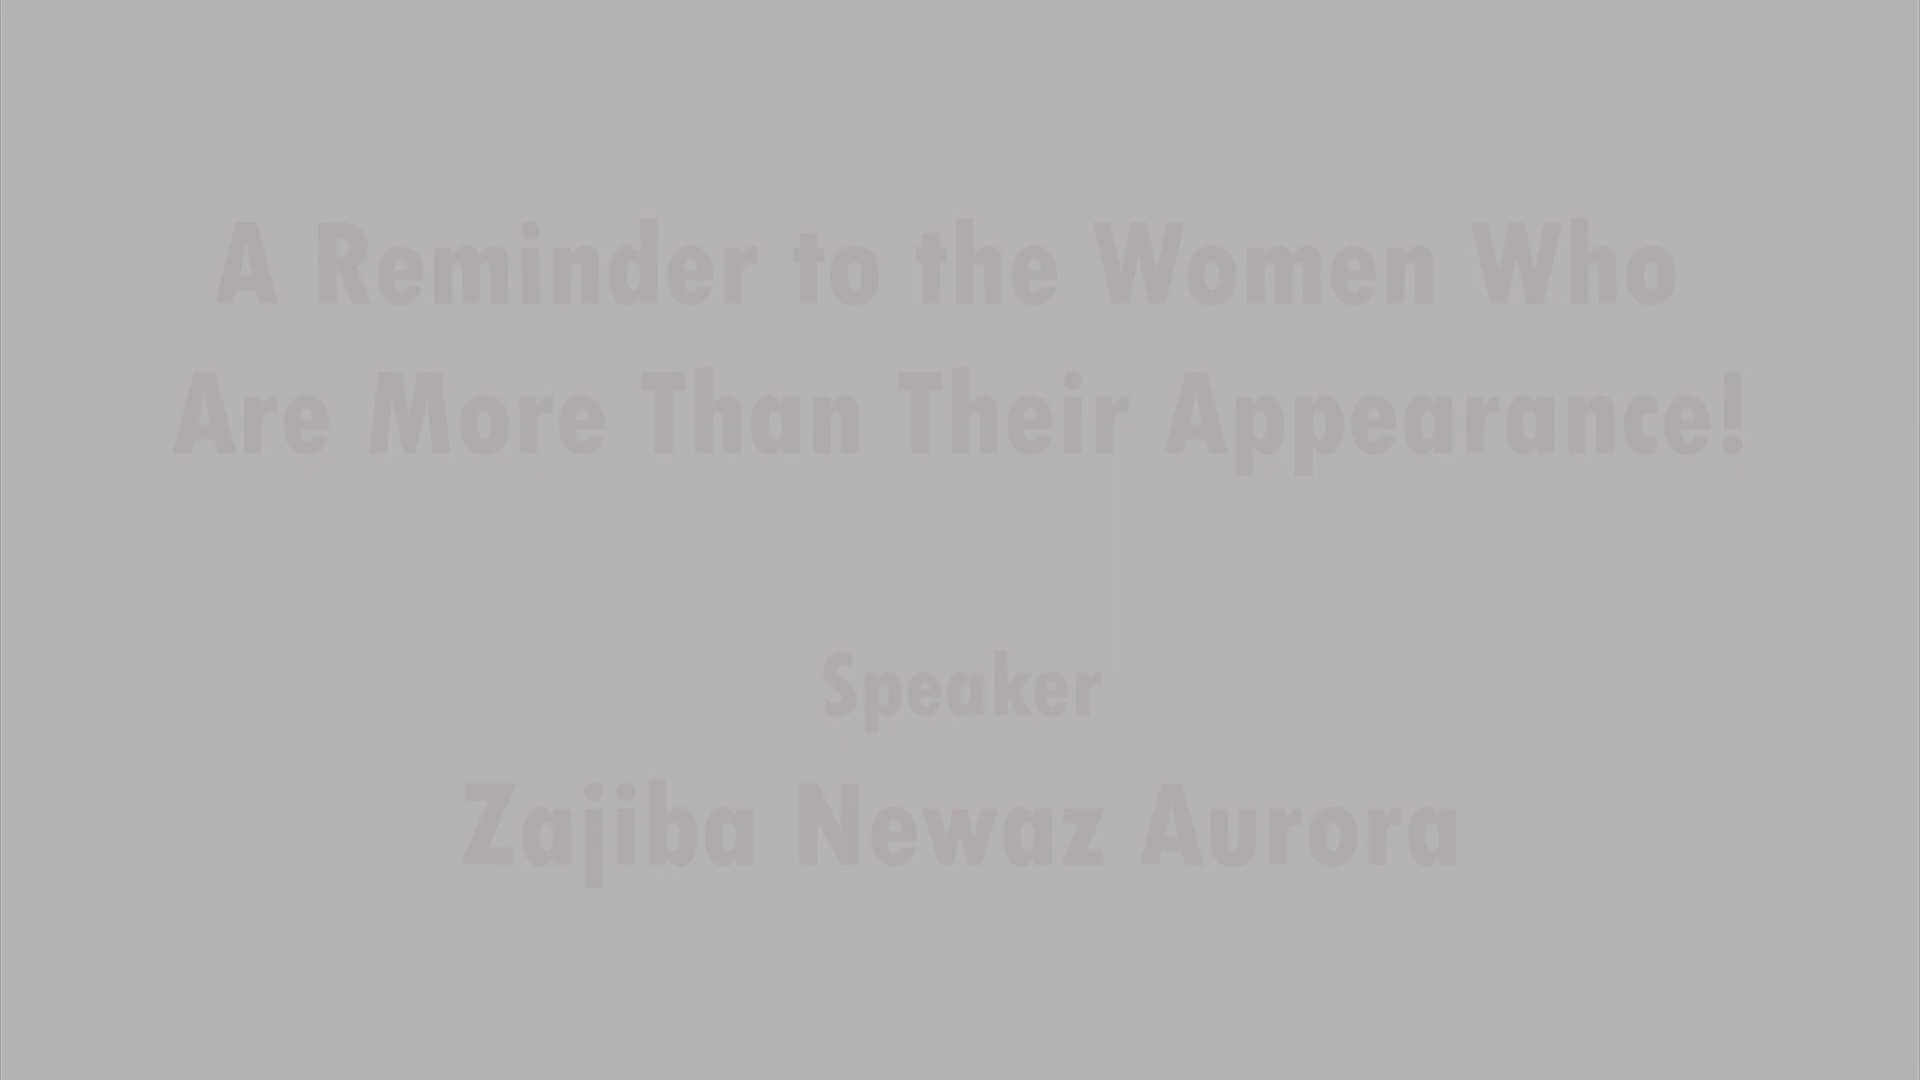 A Reminder to the Women Who
Are More Than Their Appearance!
Speaker
Zajiba Newaz Aurora